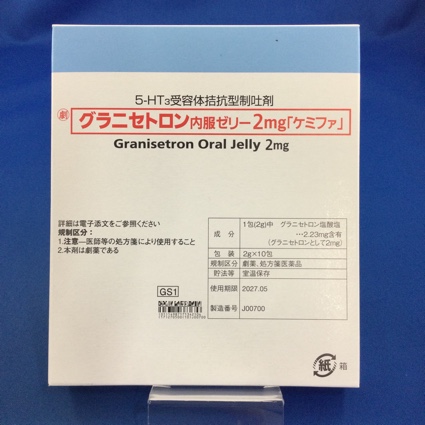 5-HT₃受容体拮抗型制吐剤
劇 グラニセトロン内服ゼリー2mg「ケミファ」
Granisetron Oral Jelly 2mg
詳細は電子添文をご参照ください
規制区分:
1.注意―医師等の処方箋により使用すること
2.本剤は劇薬である
成分 1包(2g)中 グラニセトロン塩酸塩
…2.23mg含有
(グラニセトロンとして2mg)
包装 2g×10包
規制区分 劇薬、処方箋医薬品
貯法等 室温保存
使用期限 2027.05
製造番号 J00700
GS1
紙 箱